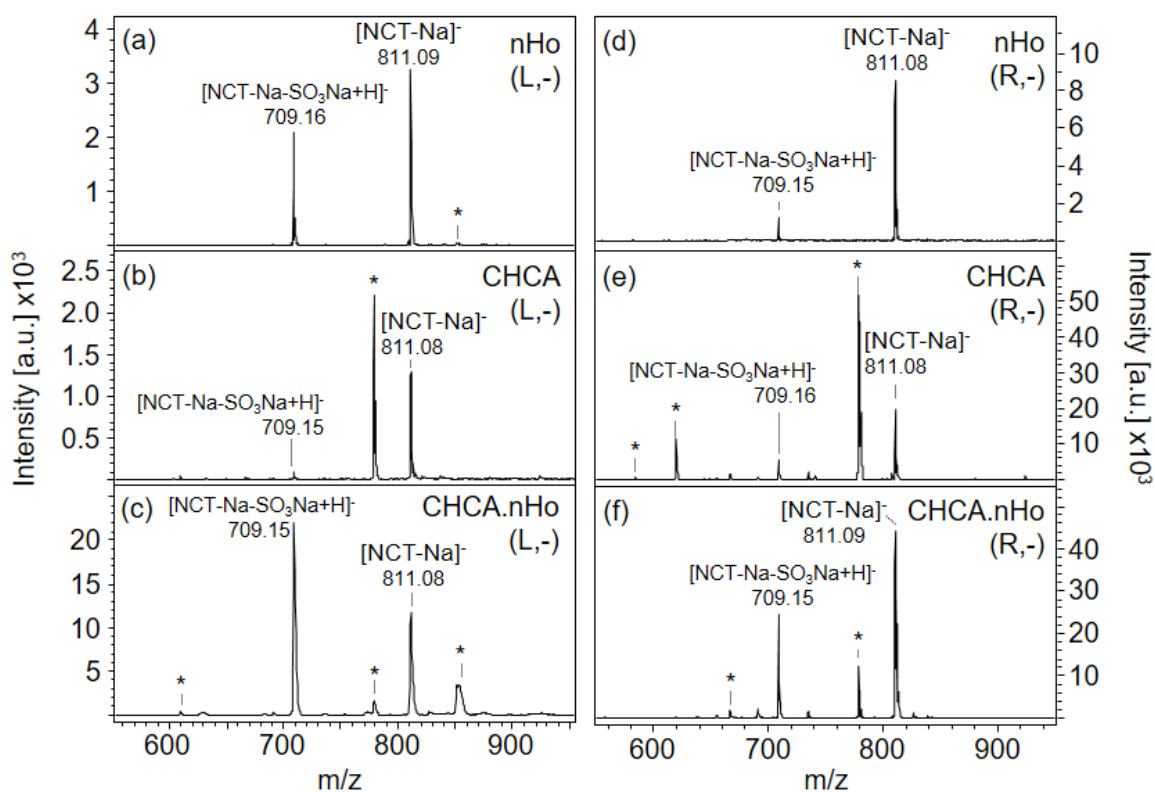 (a)
nHo
(L,-)
[NCT-Na]-
811.09
[NCT-Na-SO3Na+H]-
709.16
*
4
3
2
1
(b)
CHCA
(L,-)
*
[NCT-Na]-
811.08
[NCT-Na-SO3Na+H]-
709.15
2.5
2.0
1.5
1.0
0.5
(c)
CHCA.nHo
(L,-)
[NCT-Na-SO3Na+H]-
709.15
[NCT-Na]-
811.08
*
*
*
20
15
10
5
600 700 800 900
m/z
Intensity [a.u.] x103
(d)
nHo
(R,-)
[NCT-Na]-
811.08
[NCT-Na-SO3Na+H]-
709.15
10
8
6
4
2
(e)
CHCA
(R,-)
*
[NCT-Na]-
811.08
[NCT-Na-SO3Na+H]-
709.16
*
*
50
40
30
20
10
(f)
CHCA.nHo
(R,-)
[NCT-Na]-
811.09
[NCT-Na-SO3Na+H]-
709.15
*
*
40
30
20
10
600 700 800 900
m/z
Intensity [a.u.] x103